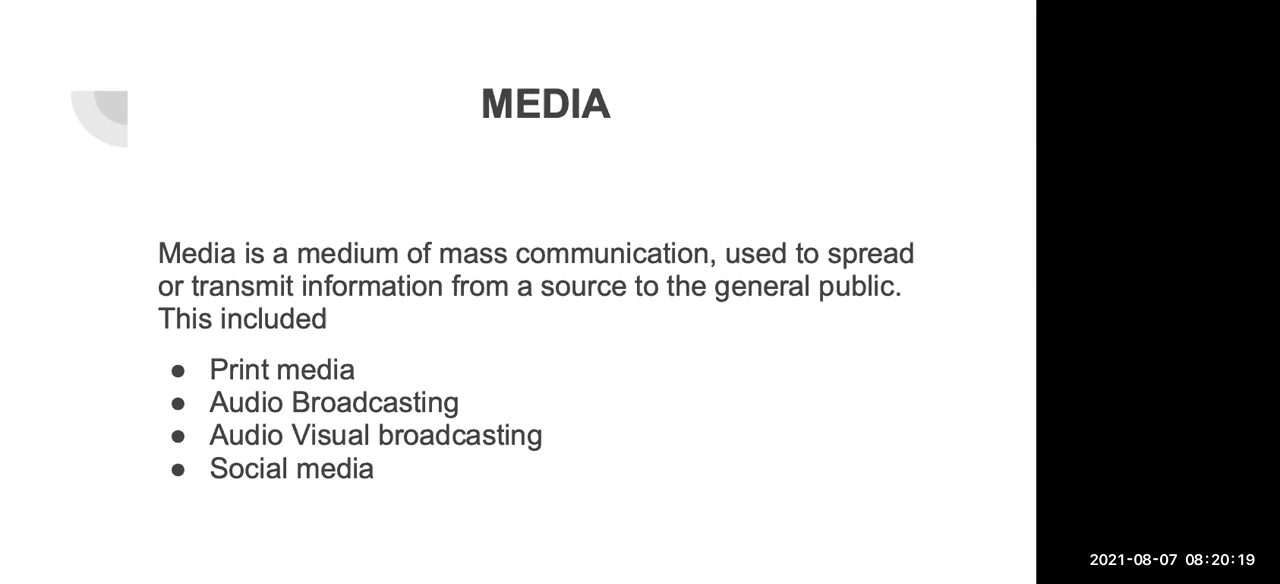 MEDIA
Media is a medium of mass communication, used to spread
or transmit information from a source to the general public.
This included
● Print media
● Audio Broadcasting
● Audio Visual broadcasting
● Social media
2021-08-07 08:20:19